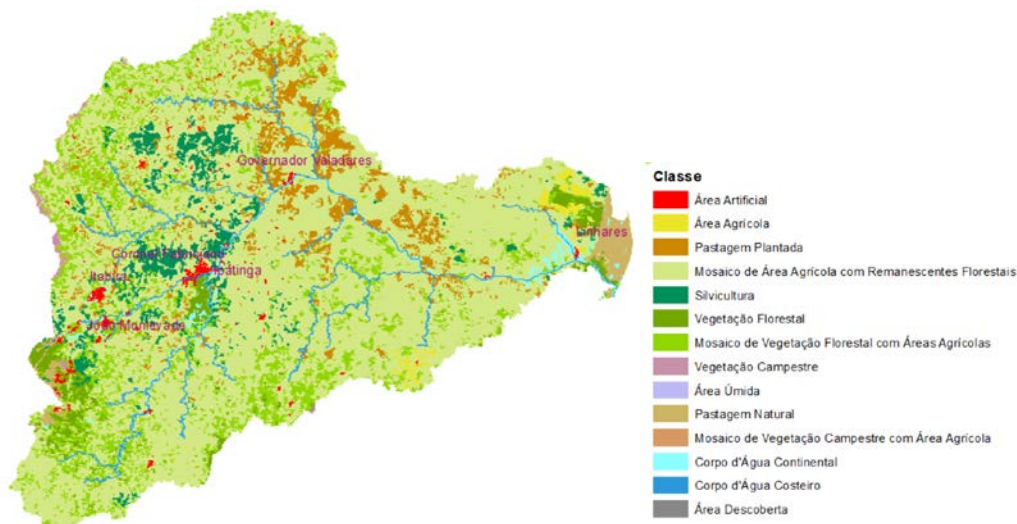 Governador Valadares
Linhares
Coronel Fabriciano
Ipatinga
Itabira
João Monlevade
Classe
Área Artificial
Área Agrícola
Pastagem Plantada
Mosaico de Área Agrícola com Remanescentes Florestais
Silvicultura
Vegetação Florestal
Mosaico de Vegetação Florestal com Áreas Agrícolas
Vegetação Campestre
Área Úmida
Pastagem Natural
Mosaico de Vegetação Campestre com Área Agrícola
Corpo d'Água Continental
Corpo d'Água Costeiro
Área Descoberta